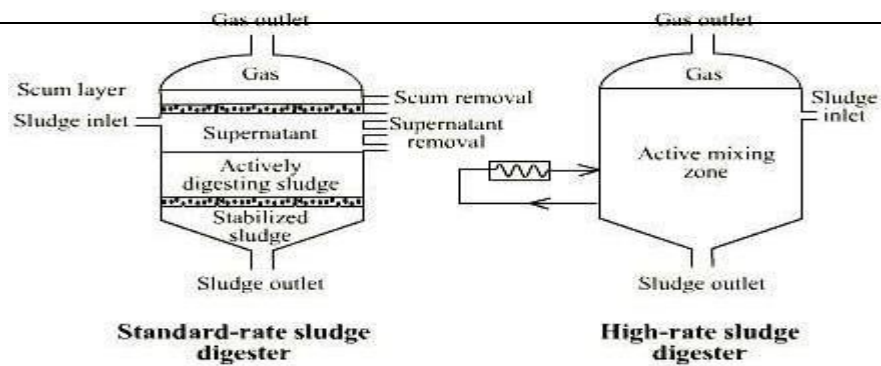 Gas outlet
Gas
Scum layer
Scum removal
Sludge inlet
Supernatant
Supernatant
removal
Actively
digesting sludge
Stabilized
sludge
Sludge outlet
Standard-rate sludge
digester
Gas outlet
Gas
Sludge
inlet
Active mixing
zone
Sludge outlet
High-rate sludge
digester